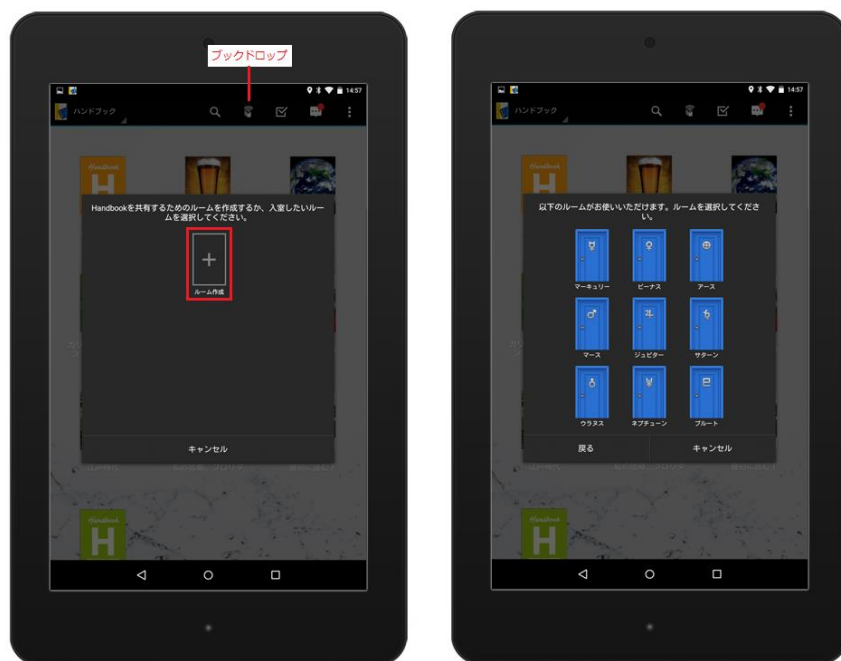 ブックドロップ
14:57
ハンドブック
Handbook
H
Handbookを共有するためのルームを作成するか、入室したいルー
ムを選択してください。
+
ルーム作成
キャンセル
Handbook
H
14:57
ハンドブック
Handbook
H
以下のルームがお使いいただけます。ルームを選択してくださ
い。
マーキュリー
ビーナス
アース
マース
ジュピター
サターン
ウラヌス
ネプチューン
プルート
戻る
キャンセル
Handbook
H